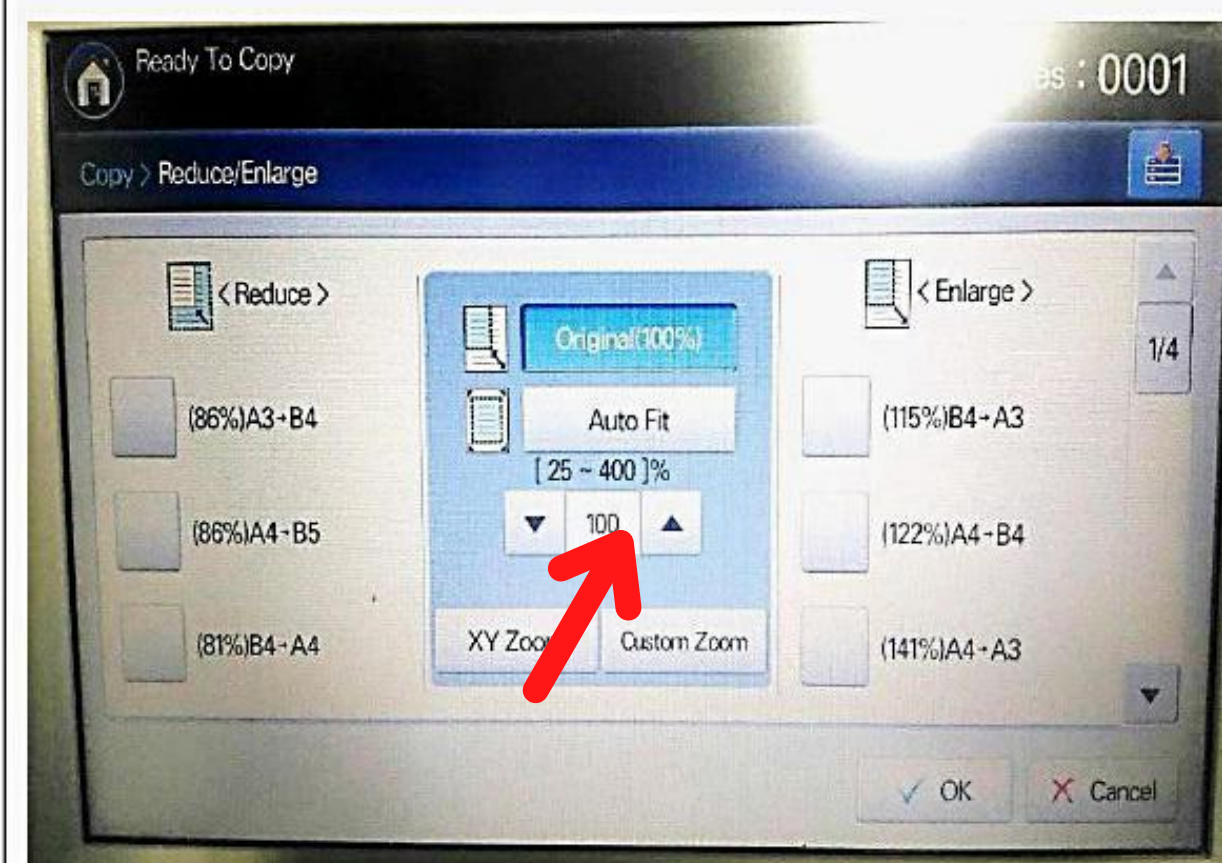 Ready To Copy
: 0001
Copy > Reduce/Enlarge
< Reduce >
(86%)A3→B4
(86%)A4→B5
(81%)B4→A4
Original(100%)
Auto Fit
[ 25 ~ 400 ]%
▼ 100 ▲
XY Zoom
Custom Zoom
< Enlarge >
(115%)B4→A3
(122%)A4→B4
(141%)A4→A3
1/4
OK
Cancel